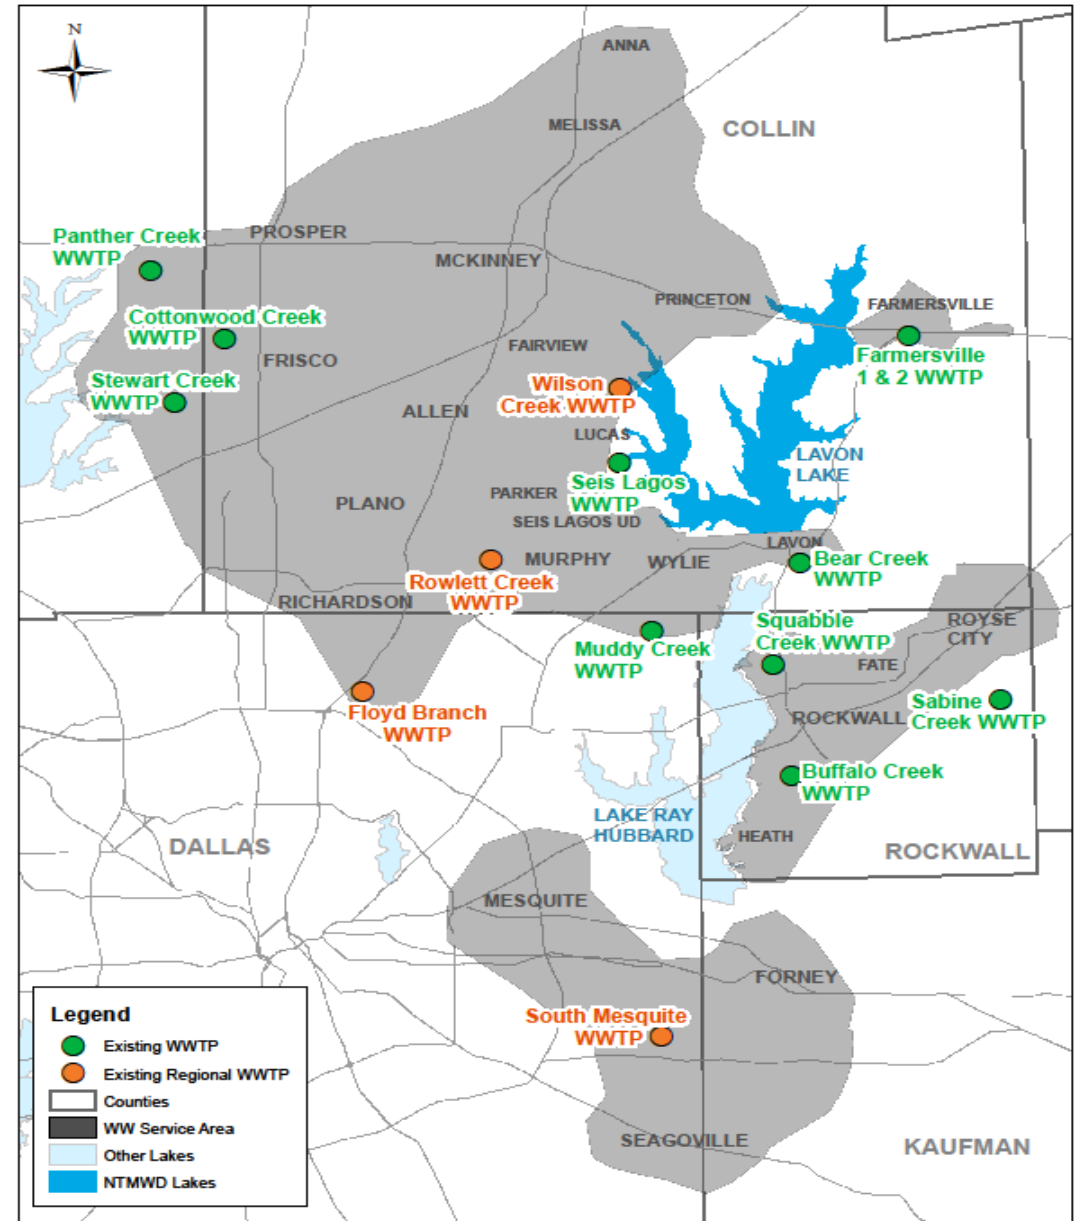 N
ANNA
MELISSA
COLLIN
Panther Creek
WWTP
PROSPER
MCKINNEY
PRINCETON
FARMERSVILLE
Cottonwood Creek
WWTP
FRISCO
FAIRVIEW
Farmersville
1 & 2 WWTP
Stewart Creek
WWTP
Wilson
Creek WWTP
ALLEN
LUCAS
LAVON
LAKE
Seis Lagos
WWTP
PARKER
PLANO
SEIS LAGOS UD
LAVON
MURPHY
WYLIE
Bear Creek
WWTP
Rowlett Creek
WWTP
RICHARDSON
Squabble
Creek WWTP
ROYSE
CITY
Muddy Creek
WWTP
FATE
Floyd Branch
WWTP
ROCKWALL
Sabine
Creek WWTP
Buffalo Creek
WWTP
LAKE RAY
HUBBARD
HEATH
DALLAS
ROCKWALL
MESQUITE
FORNEY
South Mesquite
WWTP
SEAGOVILLE
KAUFMAN
Legend
Existing WWTP
Existing Regional WWTP
Counties
WW Service Area
Other Lakes
NTMWD Lakes